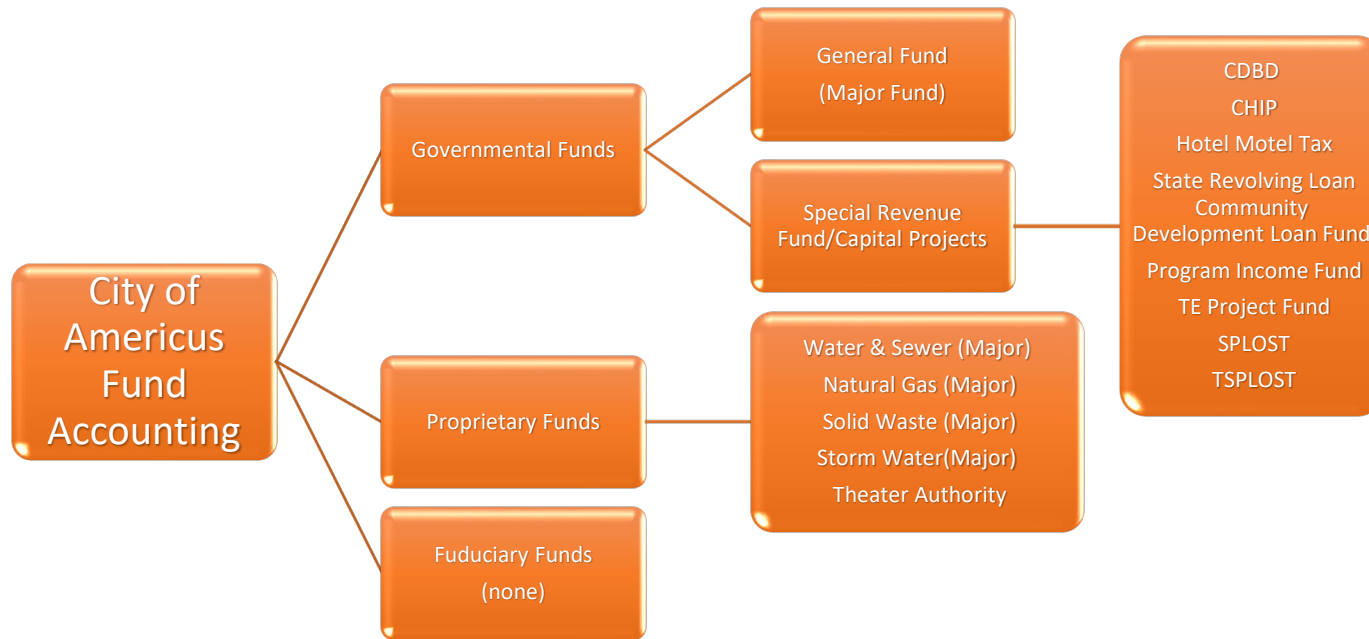 City of
Americus
Fund
Accounting
Governmental Funds
General Fund
(Major Fund)
Special Revenue
Fund/Capital Projects
CDBD
CHIP
Hotel Motel Tax
State Revolving Loan
Community
Development Loan Fund
Program Income Fund
TE Project Fund
SPLOST
TSPLOST
Proprietary Funds
Water & Sewer (Major)
Natural Gas (Major)
Solid Waste (Major)
Storm Water(Major)
Theater Authority
Fuduciary Funds
(none)